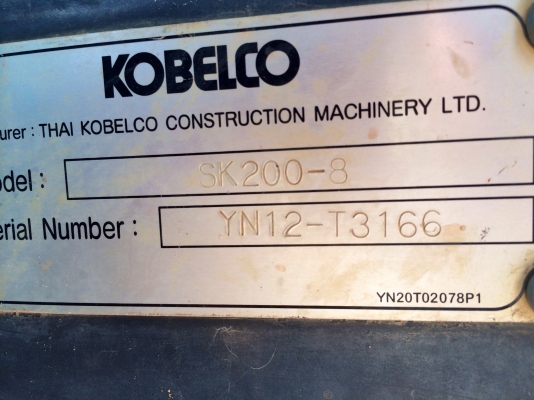 KOBELCO
urer : THAI KOBELCO CONSTRUCTION MACHINERY LTD.
odel : SK200-8
erial Number : YN12-T3166
YN20T02078P1